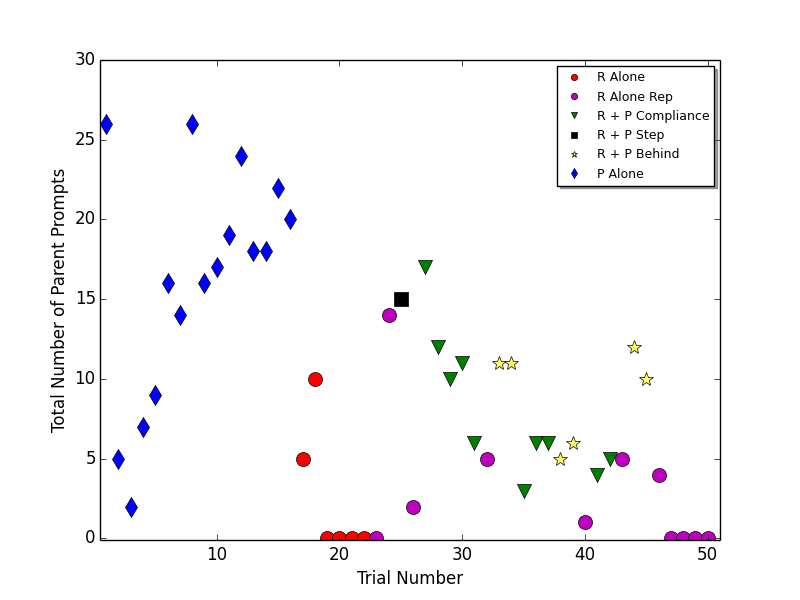 30
25
20
15
10
5
0
10
20
30
40
50
Total Number of Parent Prompts
Trial Number
R Alone
R Alone Rep
R + P Compliance
R + P Step
R + P Behind
P Alone